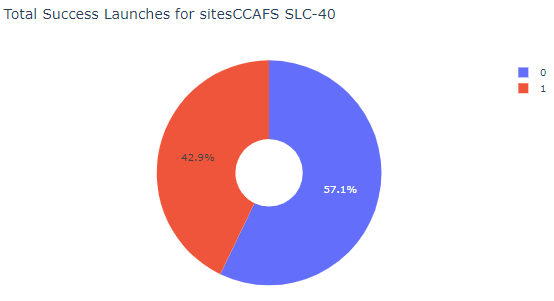 Total Success Launches for sitesCCAFS SLC-40
0
1
42.9%
57.1%